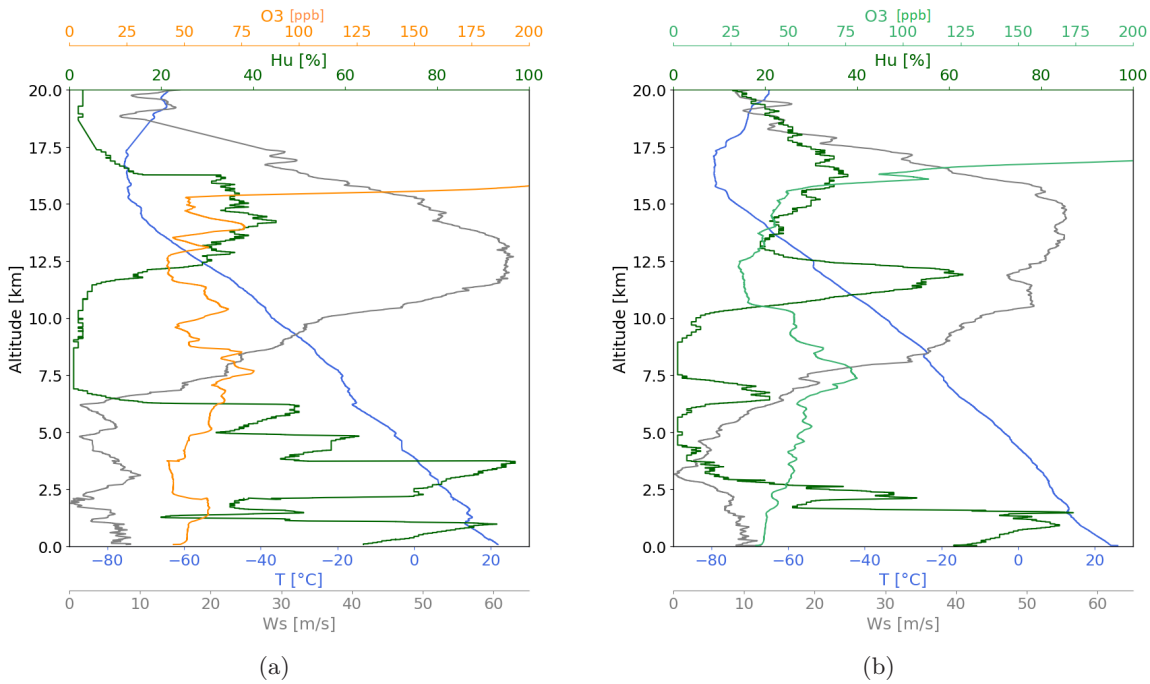 O3 [ppb]
0 25 50 75 100 125 150 175 200
Hu [%]
0 20 40 60 80 100
20.0
17.5
15.0
12.5
10.0
7.5
5.0
2.5
0.0
Altitude [km]
−80 −60 −40 −20 0 20
T [°C]
0 10 20 30 40 50 60
Ws [m/s]
(a)
O3 [ppb]
0 25 50 75 100 125 150 175 200
Hu [%]
0 20 40 60 80 100
20.0
17.5
15.0
12.5
10.0
7.5
5.0
2.5
0.0
Altitude [km]
−80 −60 −40 −20 0 20
T [°C]
0 10 20 30 40 50 60
Ws [m/s]
(b)